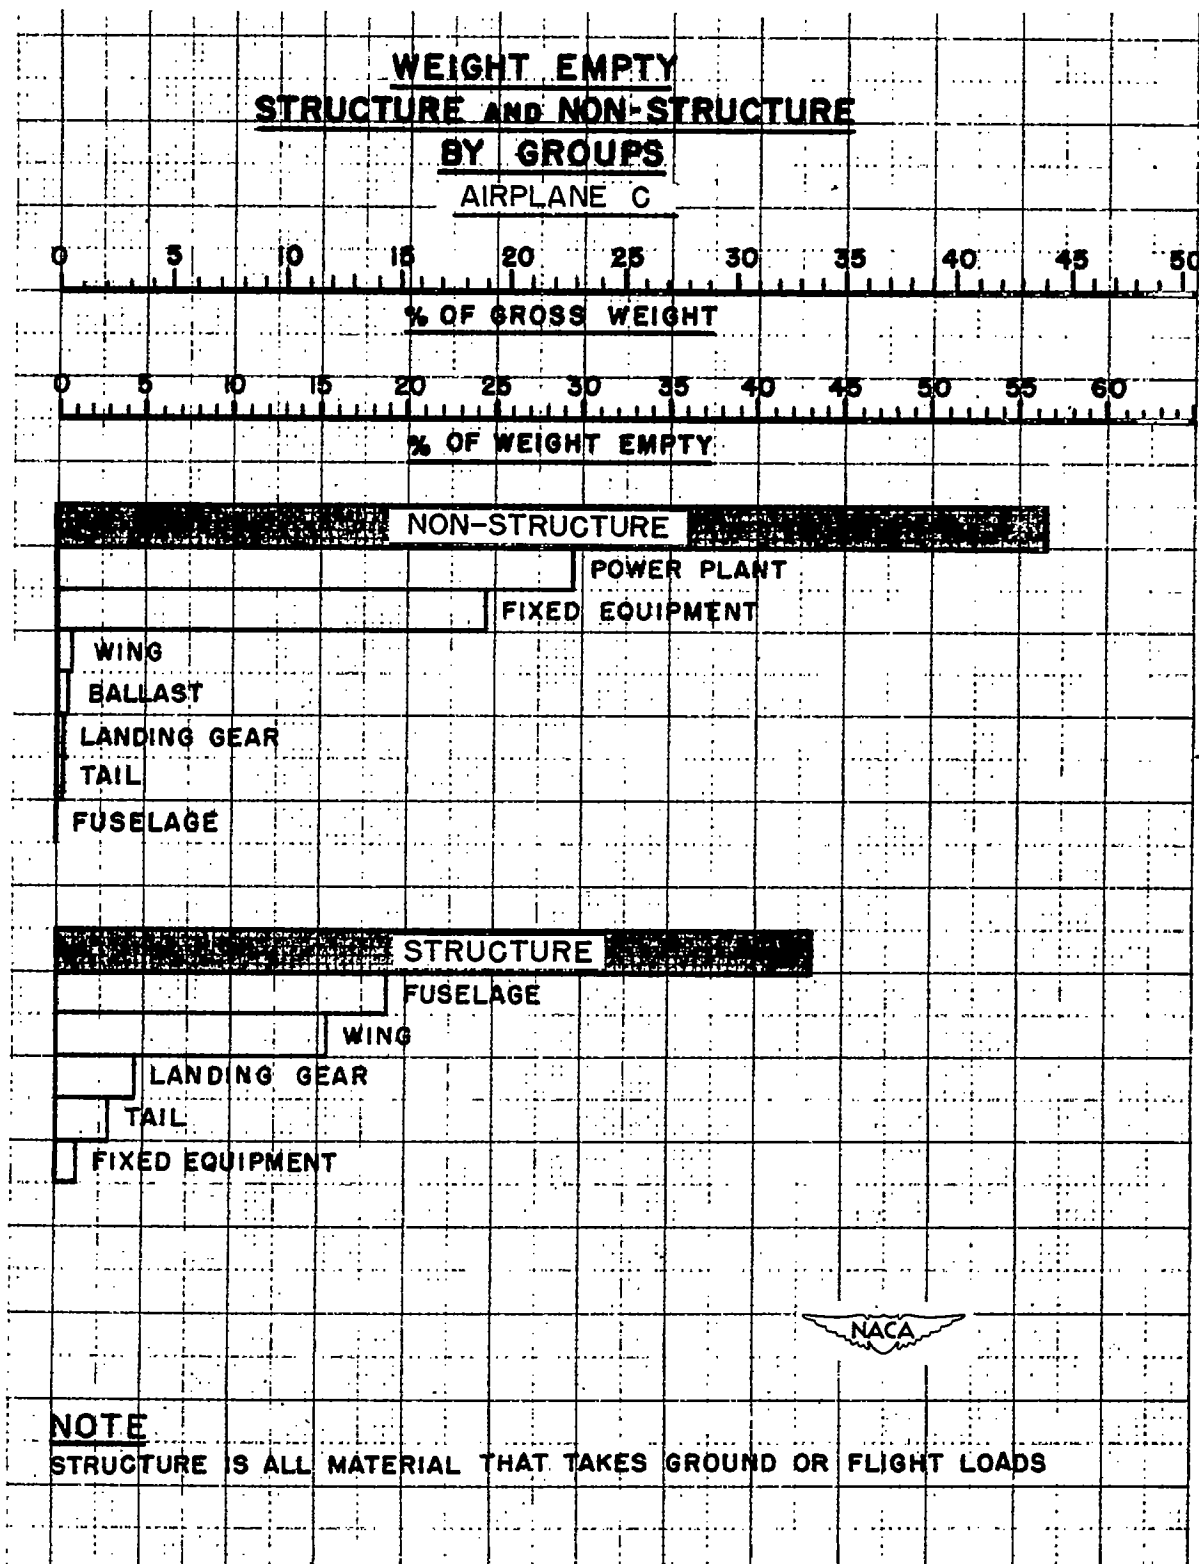 WEIGHT EMPTY
STRUCTURE AND NON-STRUCTURE
BY GROUPS
AIRPLANE C
0 5 10 15 20 25 30 35 40 45 50
% OF GROSS WEIGHT
0 5 10 15 20 25 30 35 40 45 50 55 60
% OF WEIGHT EMPTY
NON-STRUCTURE
POWER PLANT
FIXED EQUIPMENT
WING
BALLAST
LANDING GEAR
TAIL
FUSELAGE
STRUCTURE
FUSELAGE
WING
LANDING GEAR
TAIL
FIXED EQUIPMENT
NACA
NOTE
STRUCTURE IS ALL MATERIAL THAT TAKES GROUND OR FLIGHT LOADS